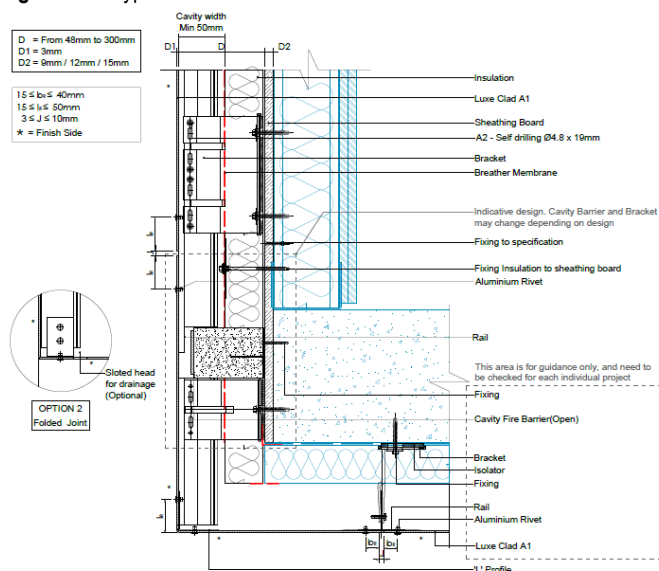 Cavity width
Min 50mm
D1
D
D2
D = From 48mm to 300mm
D1 = 3mm
D2 = 9mm / 12mm / 15mm
15 ≤ bR ≤ 40mm
15 ≤ lR ≤ 50mm
3 ≤ J ≤ 10mm
* = Finish Side
Insulation
Luxe Clad A1
Sheathing Board
A2 - Self drilling Ø4.8 x 19mm
Bracket
Breather Membrane
Indicative design. Cavity Barrier and Bracket
may change depending on design
Fixing to specification
Fixing Insulation to sheathing board
Aluminium Rivet
Rail
Sloted head
for drainage
(Optional)
This area is for guidance only, and need to
be checked for each individual project
Fixing
OPTION 2
Folded Joint
Cavity Fire Barrier(Open)
Bracket
Isolator
Fixing
Rail
Aluminium Rivet
bR
bR
Luxe Clad A1
'L' Profile